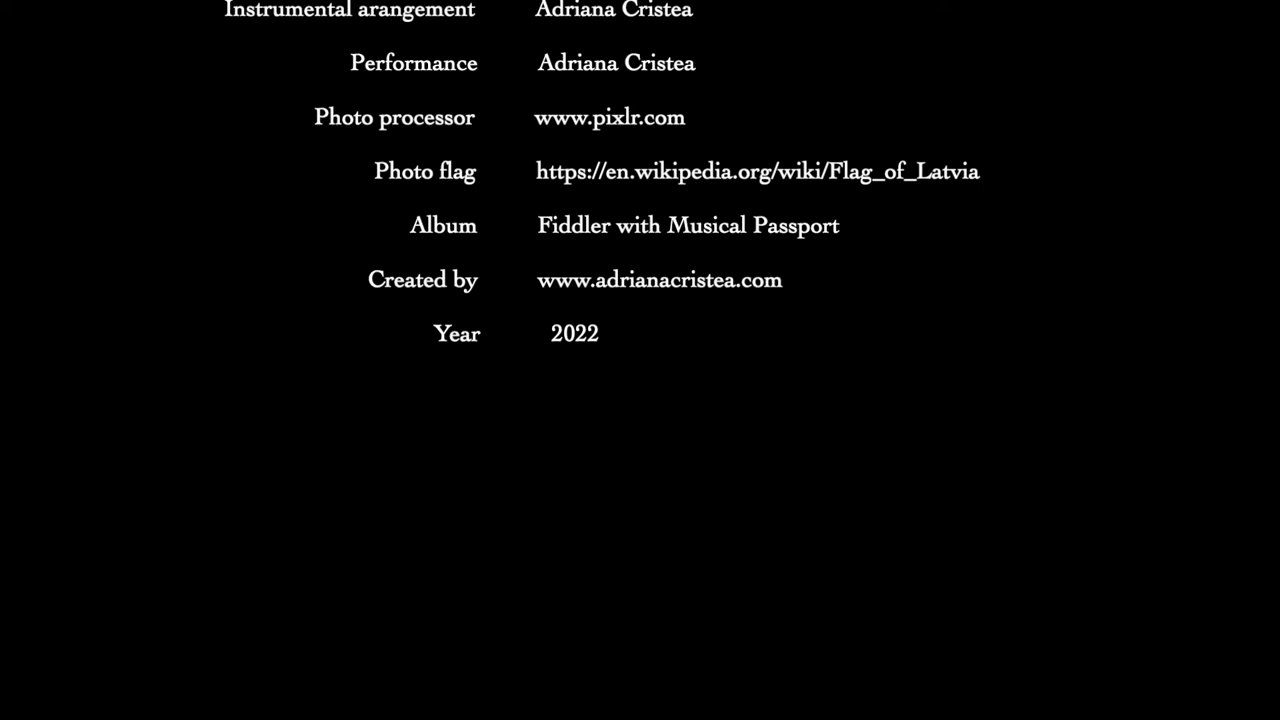 Instrumental arangement Adriana Cristea
Performance Adriana Cristea
Photo processor www.pixlr.com
Photo flag https://en.wikipedia.org/wiki/Flag_of_Latvia
Album Fiddler with Musical Passport
Created by www.adrianacristea.com
Year 2022